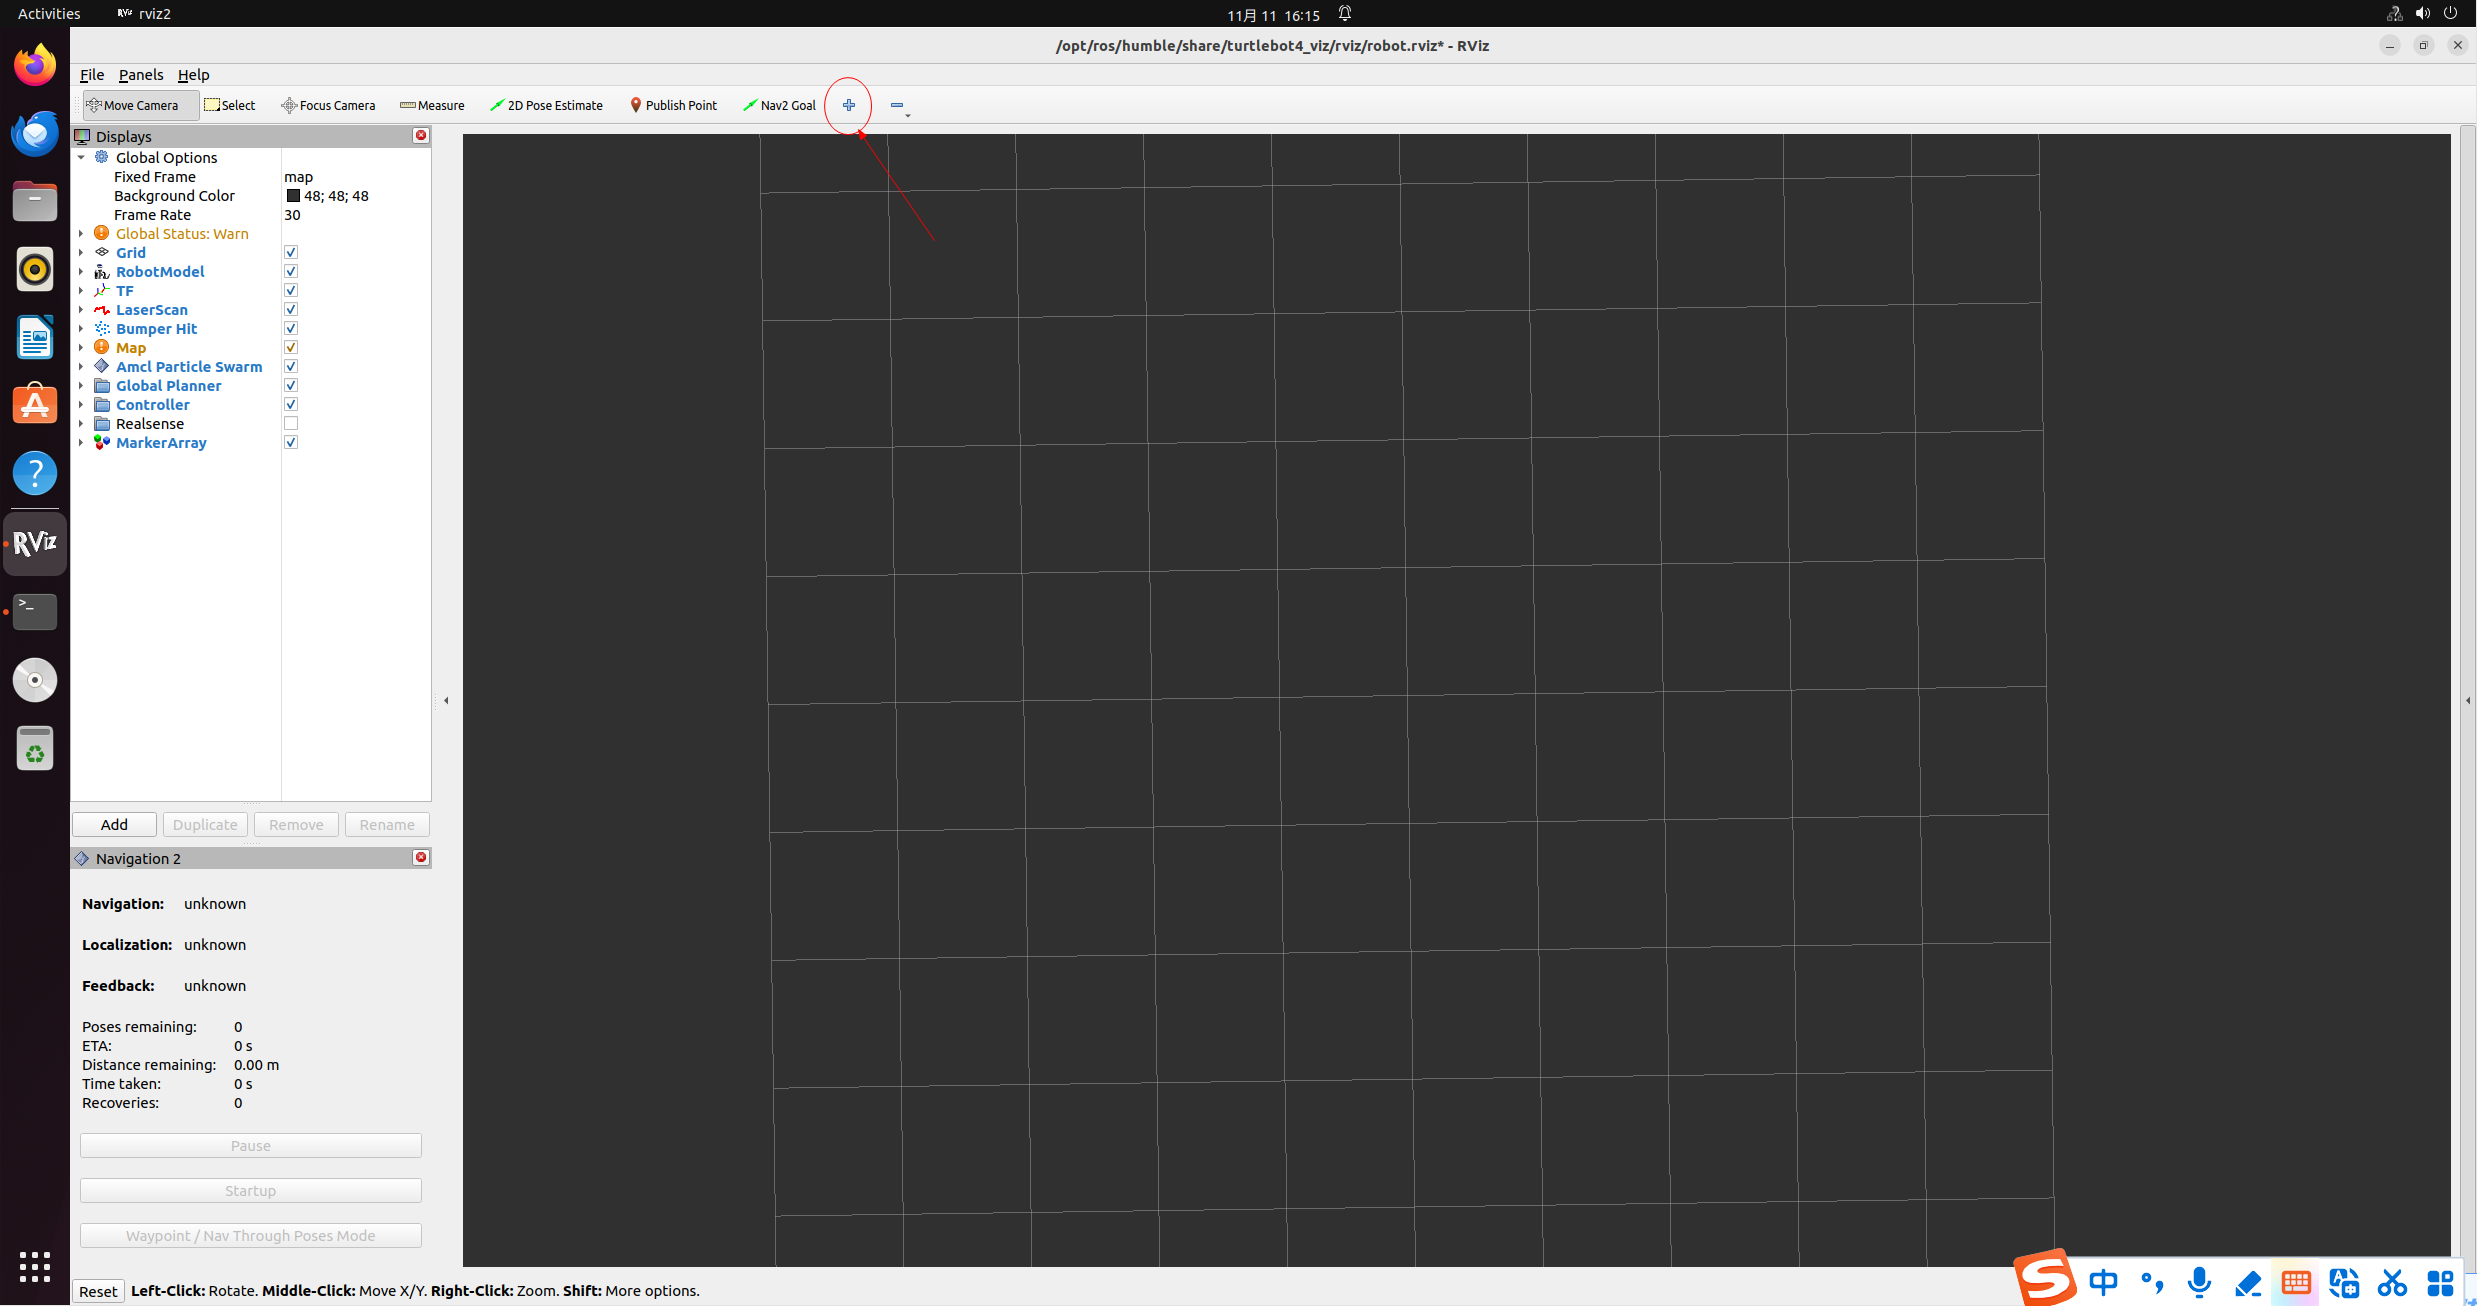 Activities
RViz rviz2
11月 11 16:15
/opt/ros/humble/share/turtlebot4_viz/rviz/robot.rviz* - RViz
File Panels Help
Move Camera Select Focus Camera Measure 2D Pose Estimate Publish Point Nav2 Goal
Displays
Global Options
Fixed Frame map
Background Color 48; 48; 48
Frame Rate 30
Global Status: Warn
Grid
RobotModel
TF
LaserScan
Bumper Hit
Map
Amcl Particle Swarm
Global Planner
Controller
Realsense
MarkerArray
RViz
Add Duplicate Remove Rename
Navigation 2
Navigation: unknown
Localization: unknown
Feedback: unknown
Poses remaining: 0
ETA: 0 s
Distance remaining: 0.00 m
Time taken: 0 s
Recoveries: 0
Pause
Startup
Waypoint / Nav Through Poses Mode
Reset Left-Click: Rotate. Middle-Click: Move X/Y. Right-Click: Zoom. Shift: More options.
中